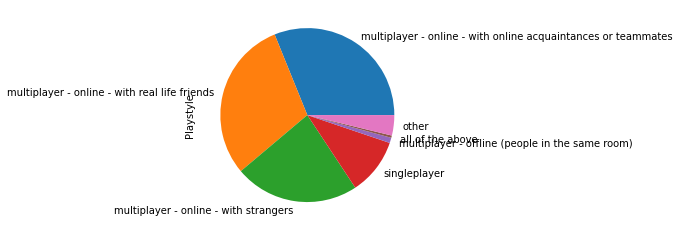 multiplayer - online - with online acquaintances or teammates
multiplayer - online - with real life friends
Playstyle
other
all of the above
multiplayer - offline (people in the same room)
singleplayer
multiplayer - online - with strangers